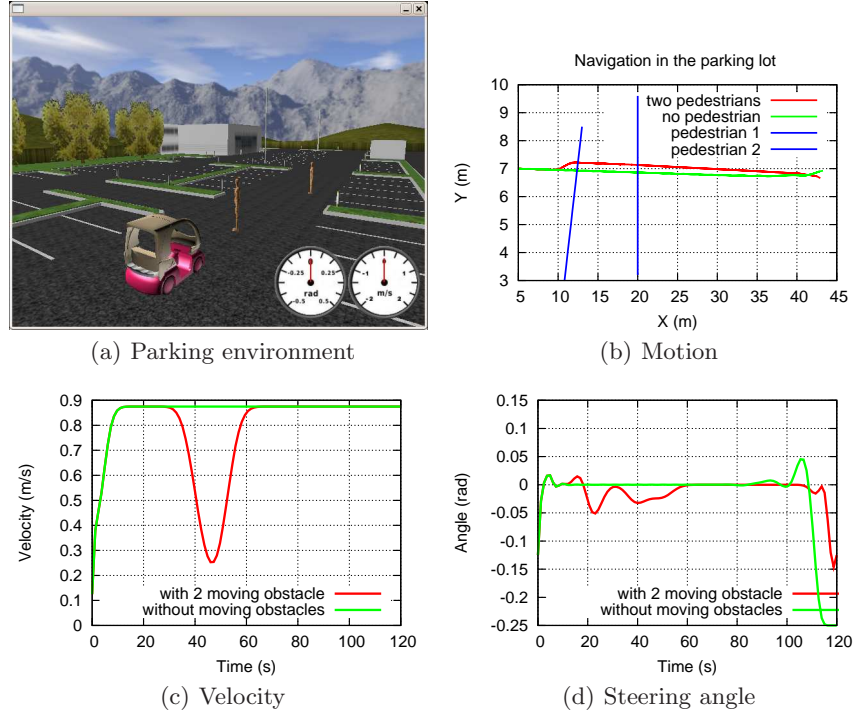 -0.25
0
0.25
-0.5
rad
0.5
-1
0
1
-2
m/s
2
(a) Parking environment
Navigation in the parking lot
10
9
8
7
6
5
4
3
Y (m)
two pedestrians
no pedestrian
pedestrian 1
pedestrian 2
5 10 15 20 25 30 35 40 45
X (m)
(b) Motion
0.9
0.8
0.7
0.6
0.5
0.4
0.3
0.2
0.1
0
Velocity (m/s)
with 2 moving obstacle
without moving obstacles
0 20 40 60 80 100 120
Time (s)
(c) Velocity
0.15
0.1
0.05
0
-0.05
-0.1
-0.15
-0.2
-0.25
Angle (rad)
with 2 moving obstacle
without moving obstacles
0 20 40 60 80 100 120
Time (s)
(d) Steering angle